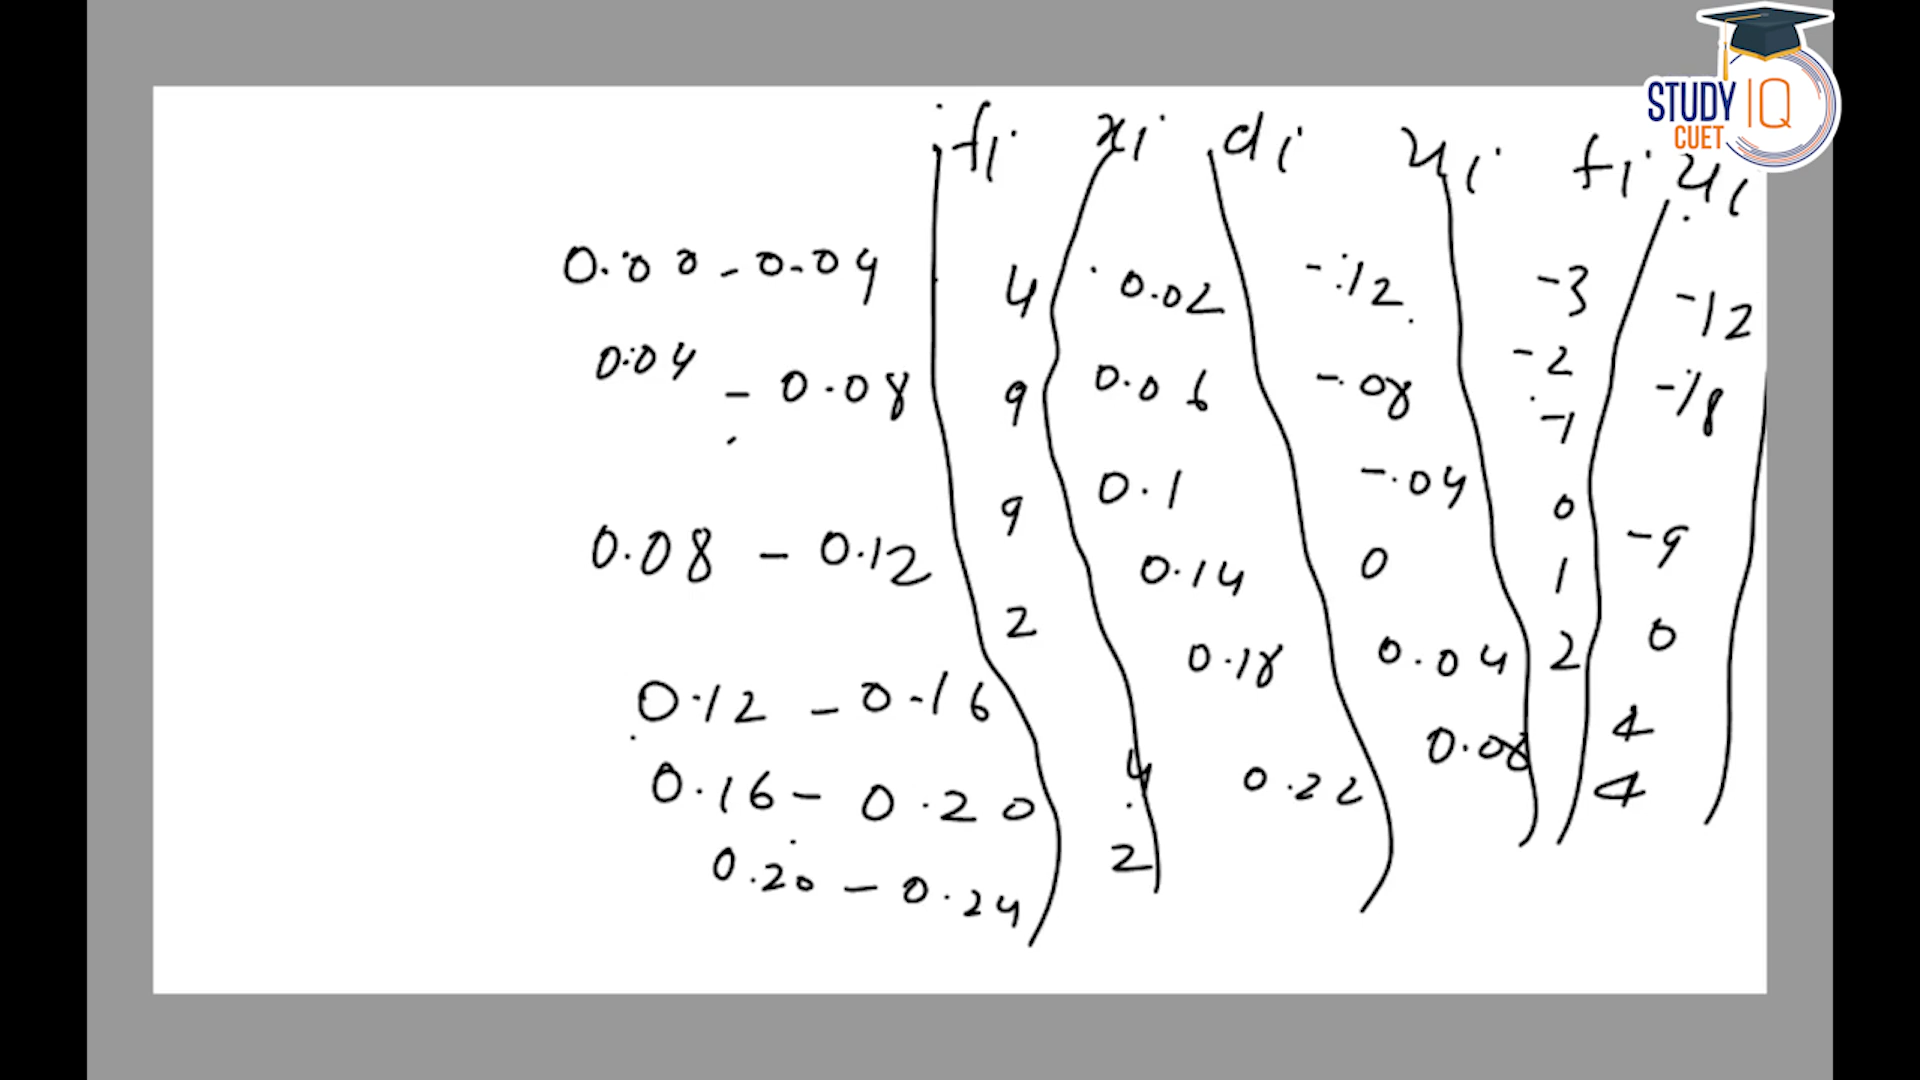 STUDY IQ
CUET
fi xi di ui fi ui
0.00 - 0.04 4 0.02 -.12 -3 -12
0.04 - 0.08 9 0.06 -.08 -2 -18
0.08 - 0.12 9 0.1 -.04 -1 -9
0.12 - 0.16 2 0.14 0 0 0
0.16 - 0.20 4 0.18 0.04 1 4
0.20 - 0.24 2 0.22 0.08 2 4